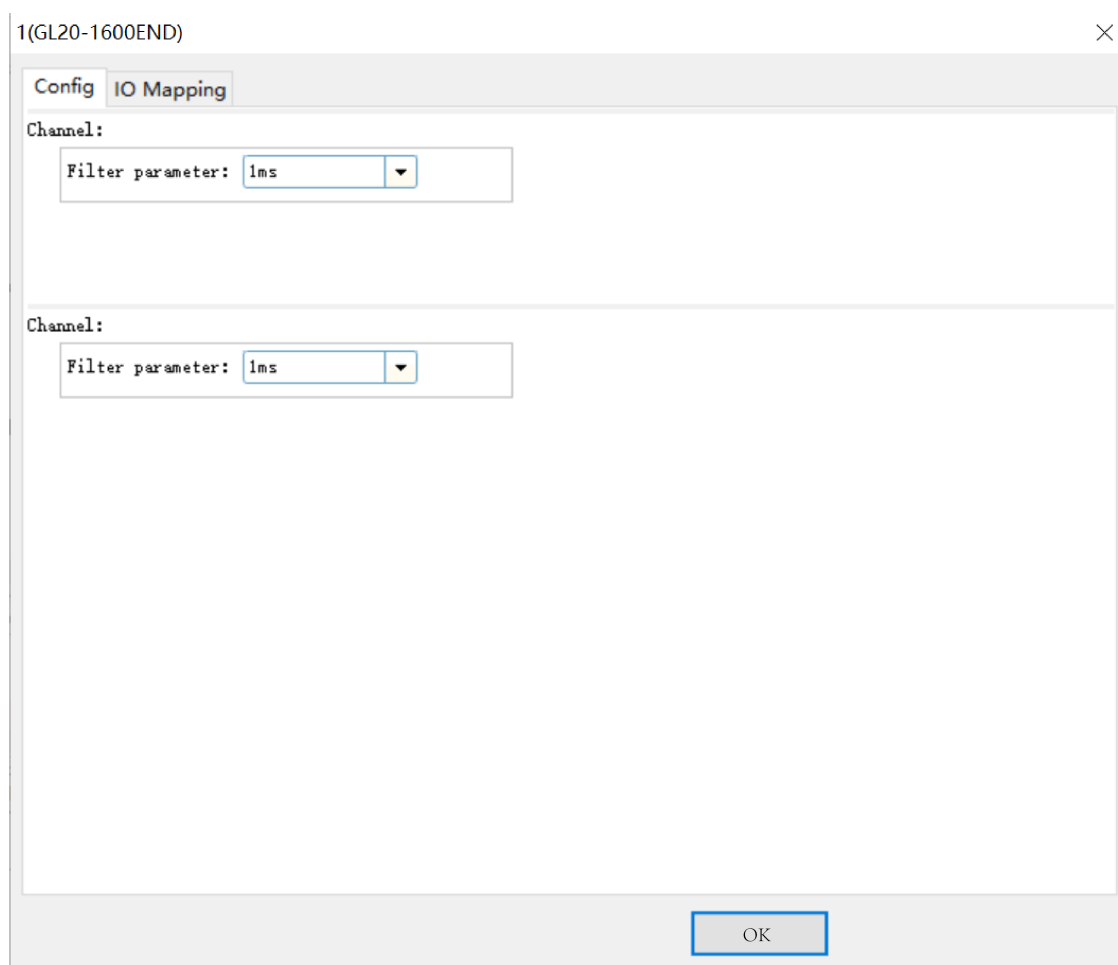 1(GL20-1600END)
Config IO Mapping
Channel:
Filter parameter: 1ms
Channel:
Filter parameter: 1ms
OK